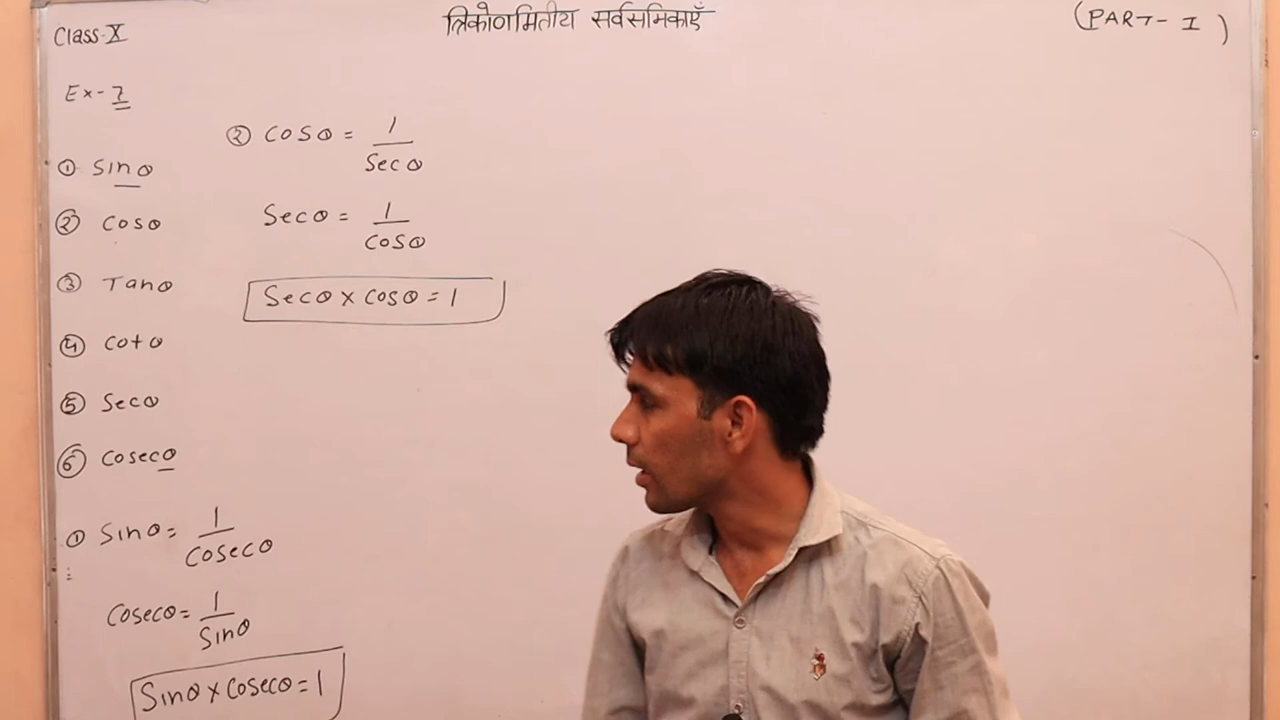 त्रिकोणमितीय सर्वसमिकाएँ
(PART-I)
Class-X
Ex-7
① Sinθ
② Cosθ
③ Tanθ
④ Cotθ
⑤ Secθ
⑥ Cosecθ
① Sinθ = 1/Cosecθ
Cosecθ = 1/Sinθ
Sinθ × Cosecθ = 1
② Cosθ = 1/Secθ
Secθ = 1/Cosθ
Secθ × Cosθ = 1